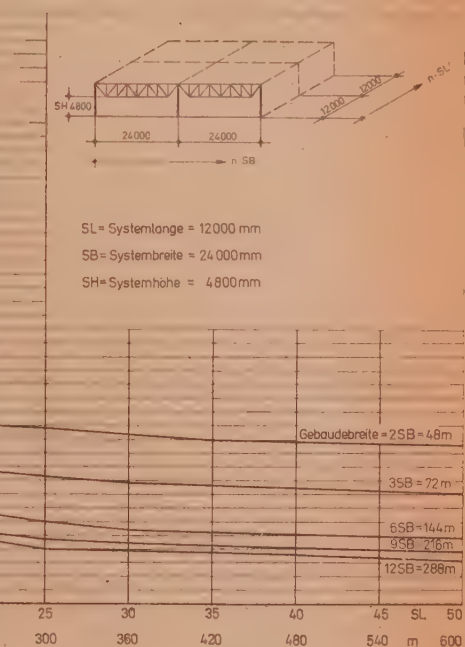 12000
12000
n·SL
SH 4800
24000
24000
n SB
SL = Systemlange = 12000 mm
SB = Systembreite = 24000 mm
SH = Systemhöhe = 4800 mm
Gebaudebreite = 2SB = 48m
3SB = 72m
6SB = 144m
9SB = 216m
12SB = 288m
25 30 35 40 45 SL 50
300 360 420 480 540 m 600